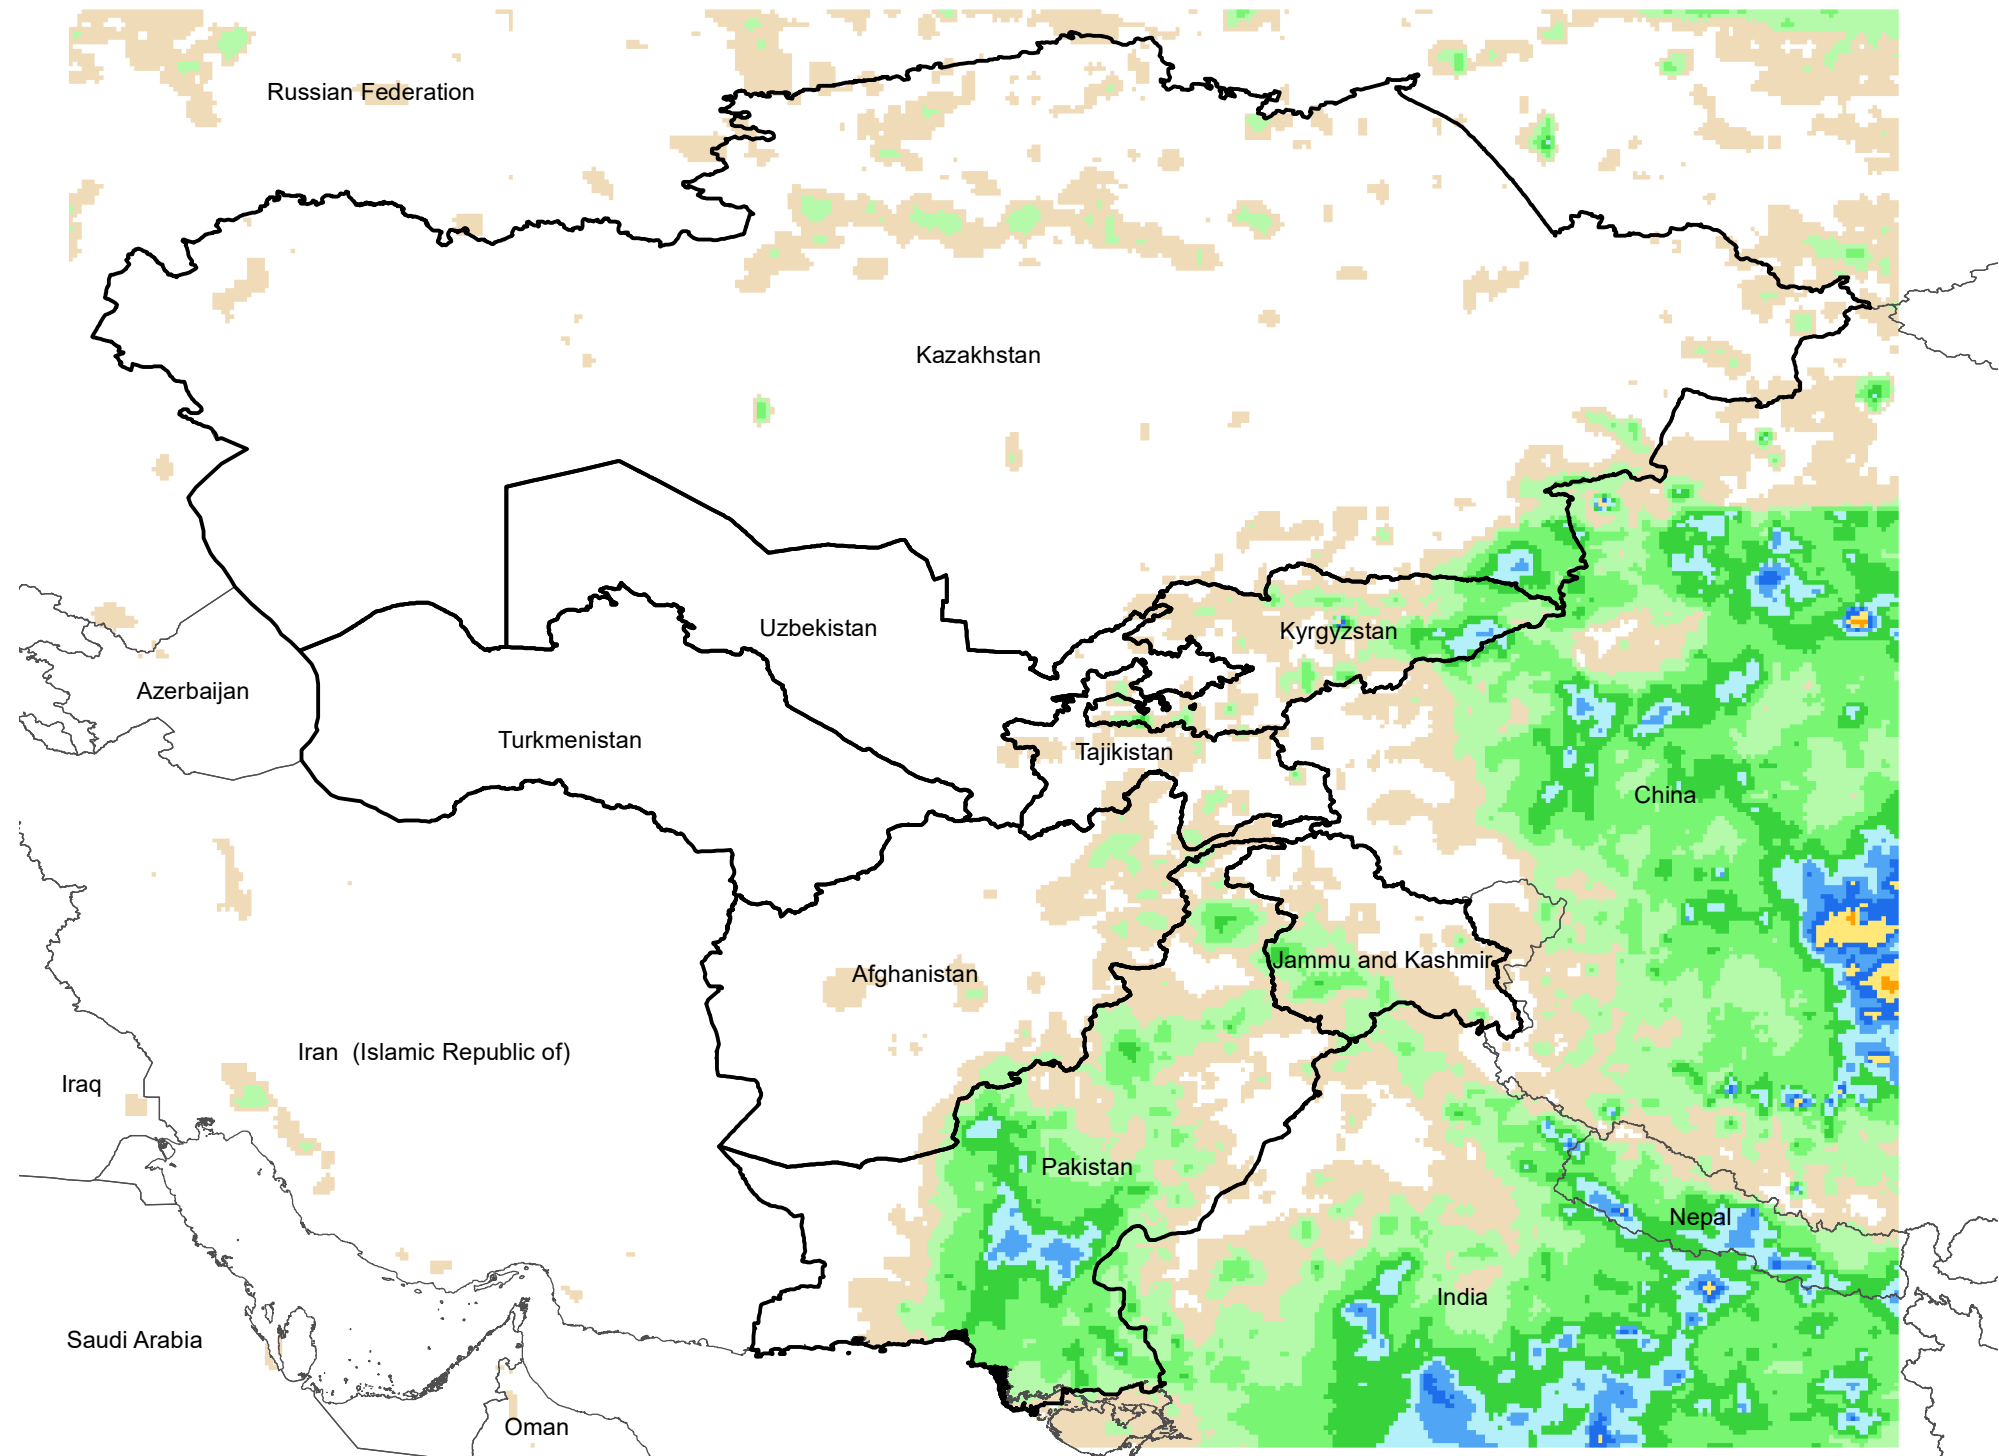 Russian Federation
Kazakhstan
Kyrgyzstan
Uzbekistan
Azerbaijan
Turkmenistan
Tajikistan
China
Jammu and Kashmir
Afghanistan
Iran  (Islamic Republic of)
Iraq
Pakistan
Nepal
India
Saudi Arabia
Oman